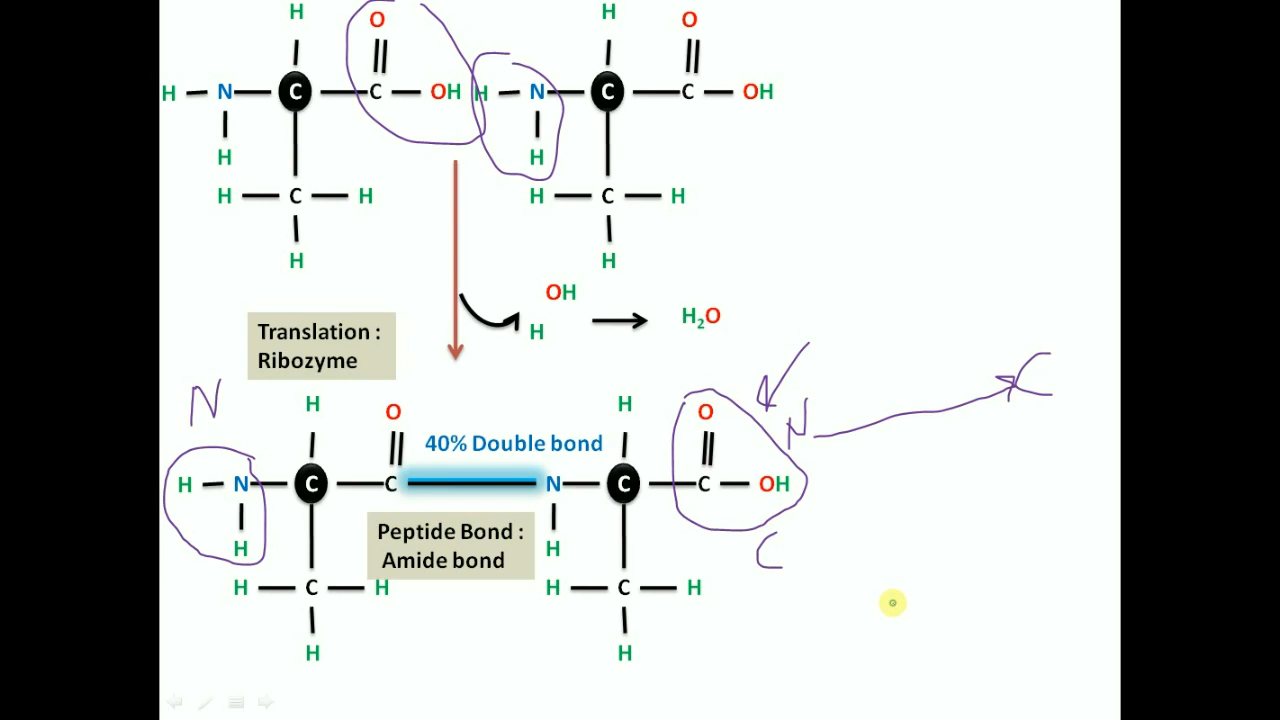 H H
O O
H N C C OH H N C C OH
H H
H C H H C H
H H
OH
H H₂O
Translation :
Ribozyme
N C
H O H O
40% Double bond N
H N C C N C C OH
Peptide Bond :
Amide bond
H H C
H C H H C H
H H